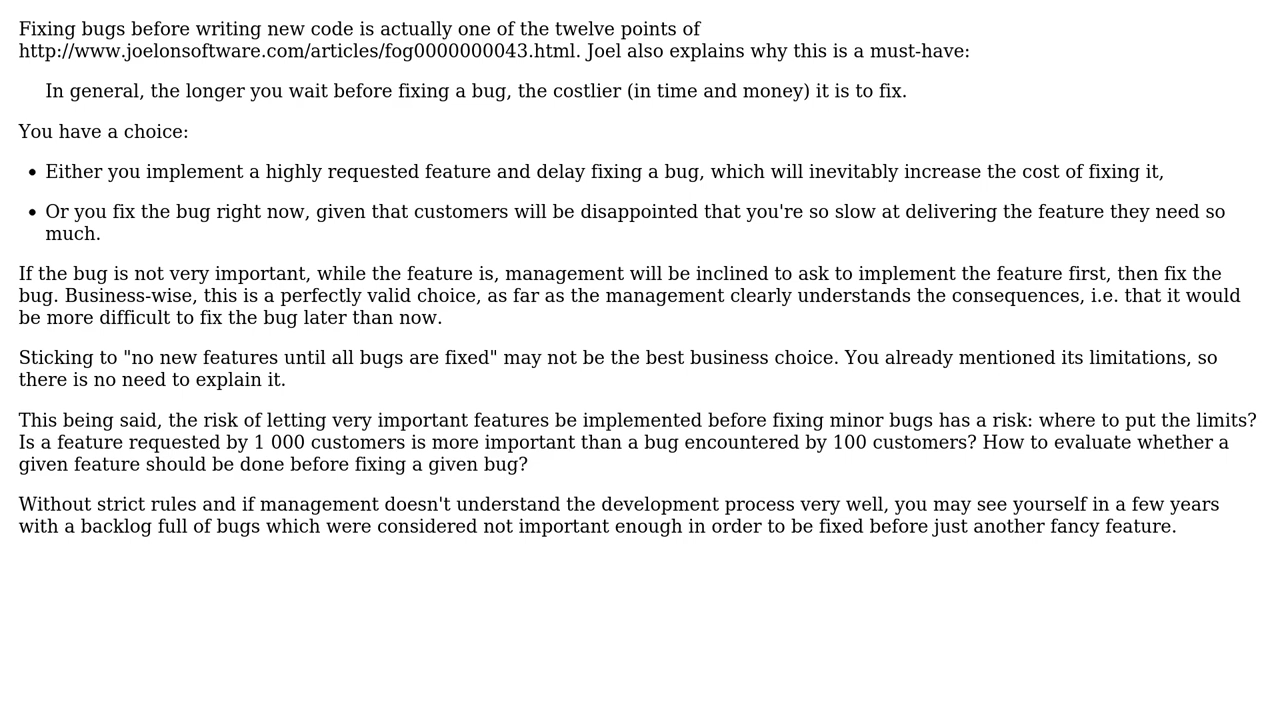 Fixing bugs before writing new code is actually one of the twelve points of
http://www.joelonsoftware.com/articles/fog0000000043.html. Joel also explains why this is a must-have:
In general, the longer you wait before fixing a bug, the costlier (in time and money) it is to fix.
You have a choice:
• Either you implement a highly requested feature and delay fixing a bug, which will inevitably increase the cost of fixing it,
• Or you fix the bug right now, given that customers will be disappointed that you're so slow at delivering the feature they need so
much.
If the bug is not very important, while the feature is, management will be inclined to ask to implement the feature first, then fix the
bug. Business-wise, this is a perfectly valid choice, as far as the management clearly understands the consequences, i.e. that it would
be more difficult to fix the bug later than now.
Sticking to "no new features until all bugs are fixed" may not be the best business choice. You already mentioned its limitations, so
there is no need to explain it.
This being said, the risk of letting very important features be implemented before fixing minor bugs has a risk: where to put the limits?
Is a feature requested by 1 000 customers is more important than a bug encountered by 100 customers? How to evaluate whether a
given feature should be done before fixing a given bug?
Without strict rules and if management doesn't understand the development process very well, you may see yourself in a few years
with a backlog full of bugs which were considered not important enough in order to be fixed before just another fancy feature.